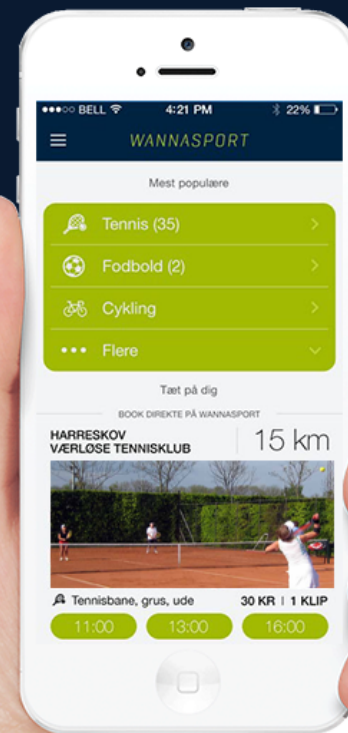 BELL 4:21 PM 22%
WANNASPORT
Mest populære
Tennis (35)
Fodbold (2)
Cykling
Flere
Tæt på dig
BOOK DIREKTE PÅ WANNASPORT
HARRESKOV
VÆRLØSE TENNISKLUB
15 km
Tennisbane, grus, ude 30 KR | 1 KLIP
11:00 13:00 16:00